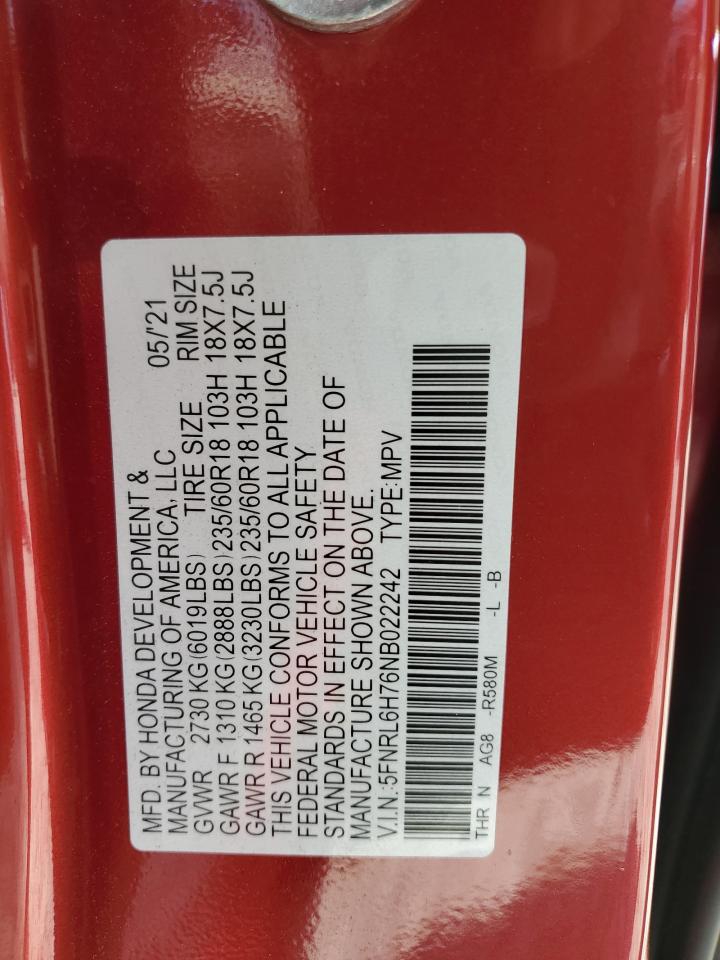 MFD. BY HONDA DEVELOPMENT &
MANUFACTURING OF AMERICA, LLC 05/'21
GVWR 2730 KG(6019LBS) TIRE SIZE RIM SIZE
GAWR F 1310 KG(2888LBS)235/60R18 103H 18X7.5J
GAWR R 1465 KG(3230LBS)235/60R18 103H 18X7.5J
THIS VEHICLE CONFORMS TO ALL APPLICABLE
FEDERAL MOTOR VEHICLE SAFETY
STANDARDS IN EFFECT ON THE DATE OF
MANUFACTURE SHOWN ABOVE.
V.I.N.:5FNRL6H76NB022242 TYPE:MPV
THR N AG8 -R580M -L -B